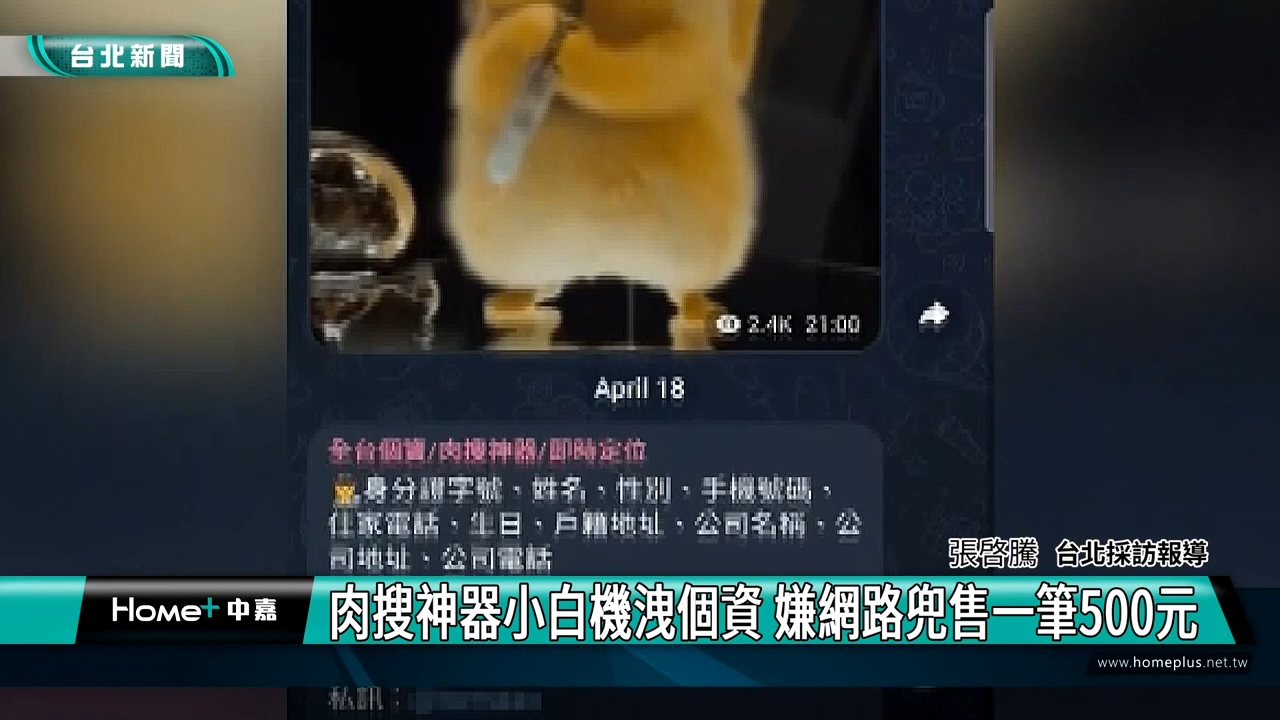 台北新聞
2.4K 21:00
April 18
全台個資/肉搜神器/即時定位
身分證字號、姓名、性別、手機號碼、
住家電話、生日、戶籍地址、公司名稱、公
司地址、公司電話
張啓騰 台北採訪報導
Home+ 中嘉
肉搜神器小白機洩個資 嫌網路兜售一筆500元
www.homeplus.net.tw
私訊：